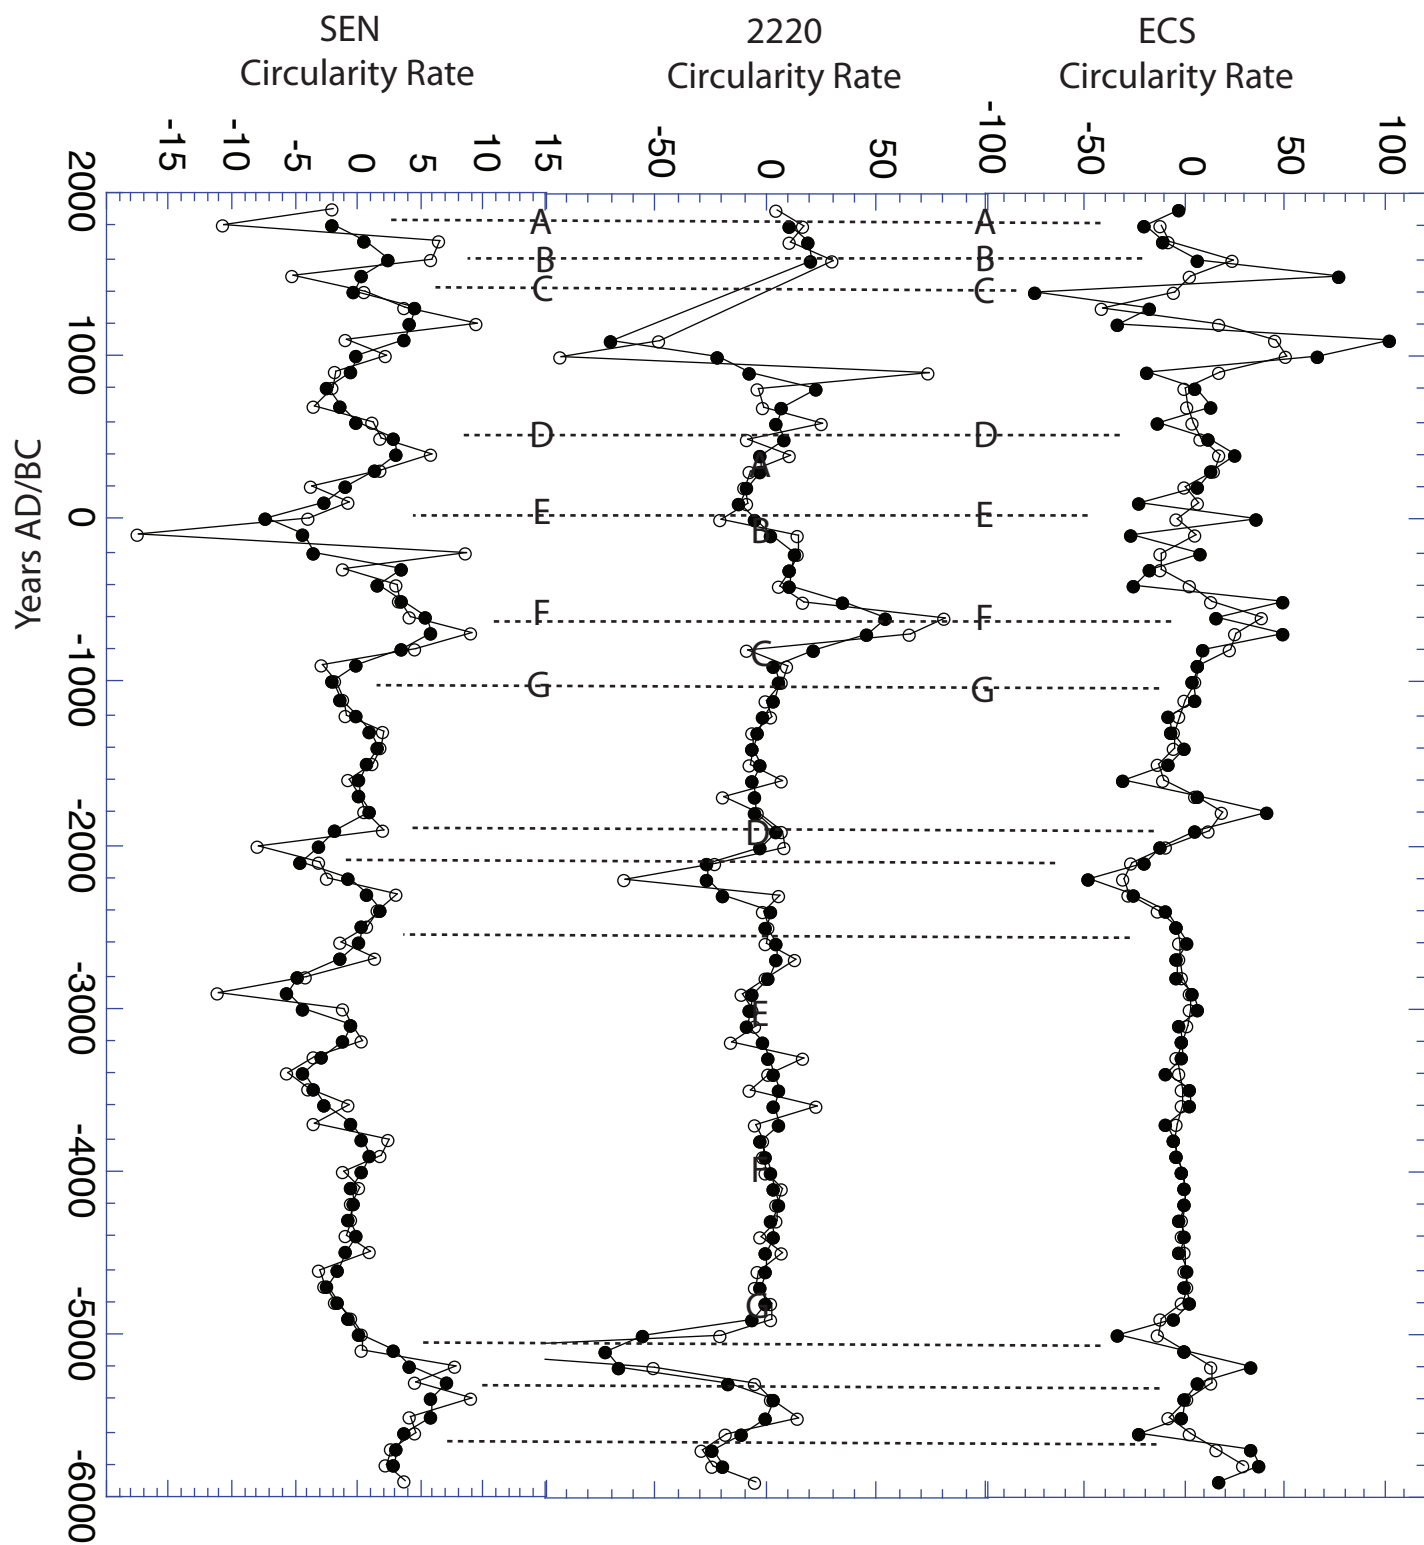 SEN
Circularity Rate
2220
Circularity Rate
ECS
Circularity Rate
-15
-10
-5
0
5
10
15
-50
0
50
-100
-50
0
50
100
Years AD/BC
2000
1000
0
-1000
-2000
-3000
-4000
-5000
-6000
A
A
B
B
C
C
D
D
A
E
E
B
F
F
C
G
G
D
E
F
G